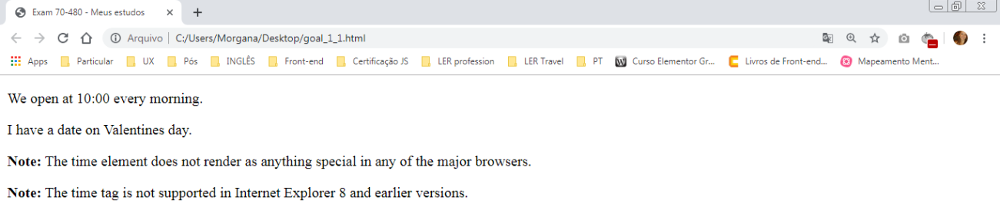 Exam 70-480 - Meus estudos
Arquivo | C:/Users/Morgana/Desktop/goal_1_1.html
Apps Particular UX Pós INGLÊS Front-end Certificação JS LER profession LER Travel PT Curso Elementor Gr... Livros de Front-end... Mapeamento Ment...
We open at 10:00 every morning.
I have a date on Valentines day.
Note: The time element does not render as anything special in any of the major browsers.
Note: The time tag is not supported in Internet Explorer 8 and earlier versions.